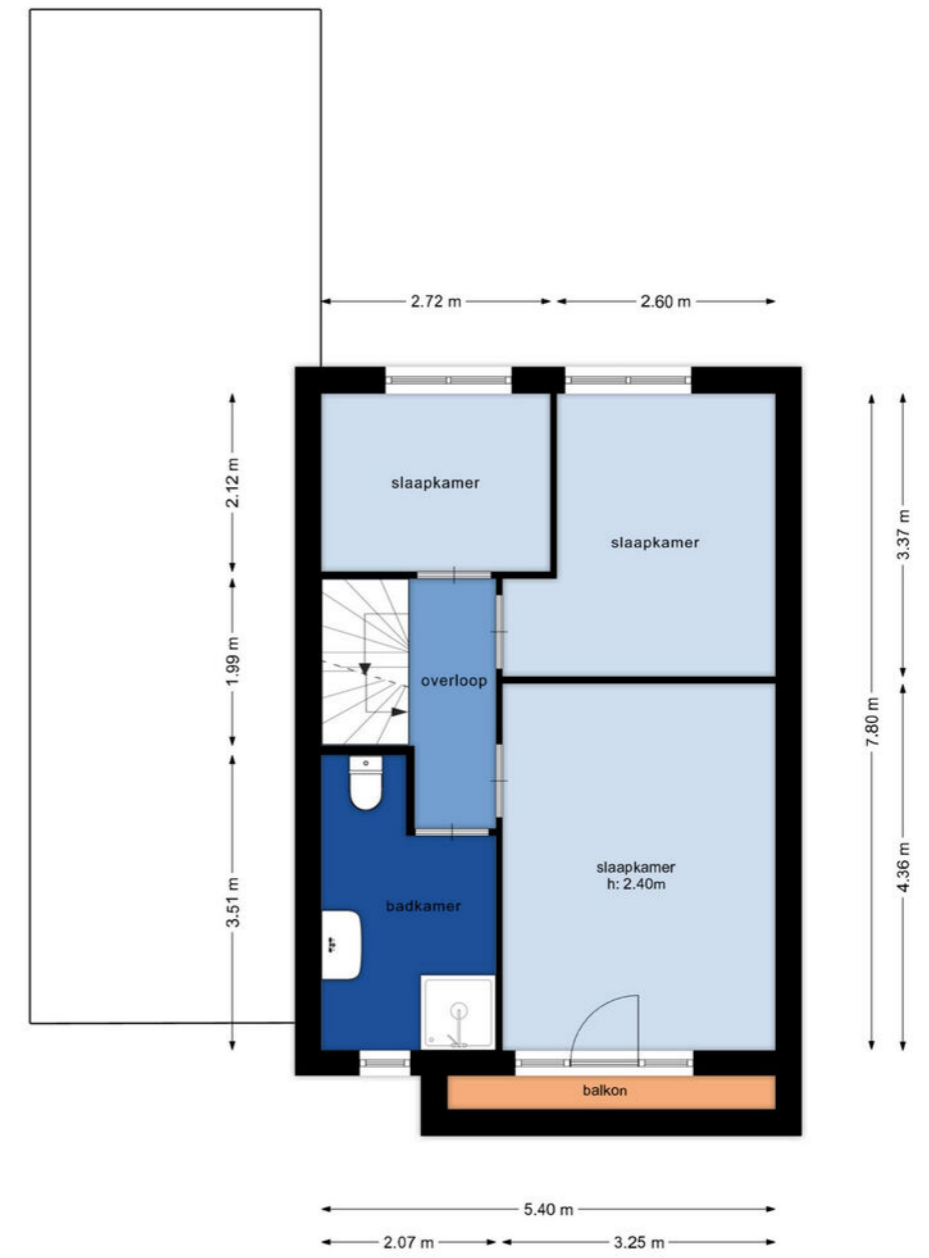 2.72 m
2.60 m
slaapkamer
2.12 m
slaapkamer
3.37 m
1.99 m
overloop
7.80 m
slaapkamer
h: 2.40m
4.36 m
3.51 m
badkamer
balkon
5.40 m
2.07 m
3.25 m